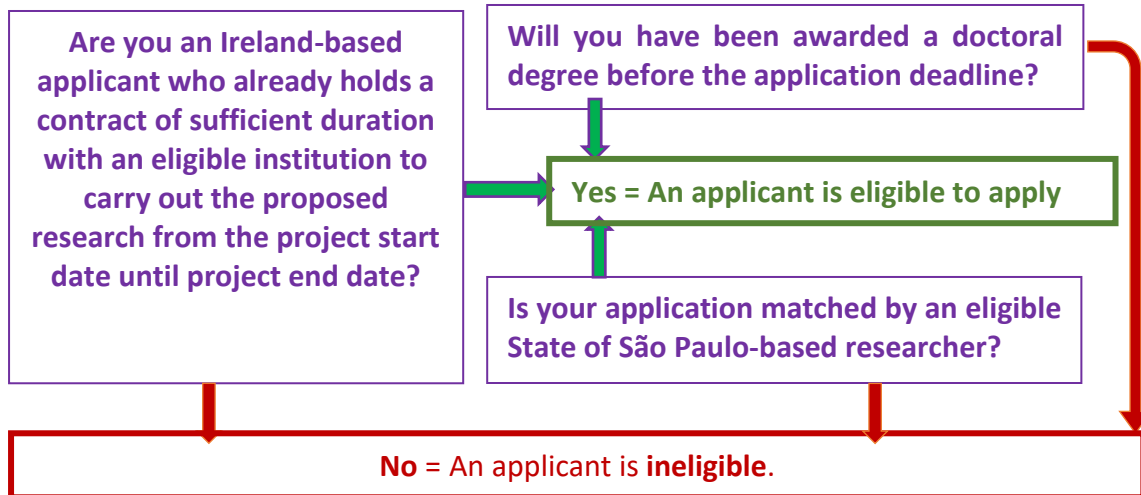 Are you an Ireland-based
applicant who already holds a
contract of sufficient duration
with an eligible institution to
carry out the proposed
research from the project start
date until project end date?
Will you have been awarded a doctoral
degree before the application deadline?
Yes = An applicant is eligible to apply
Is your application matched by an eligible
State of São Paulo-based researcher?
No = An applicant is ineligible.